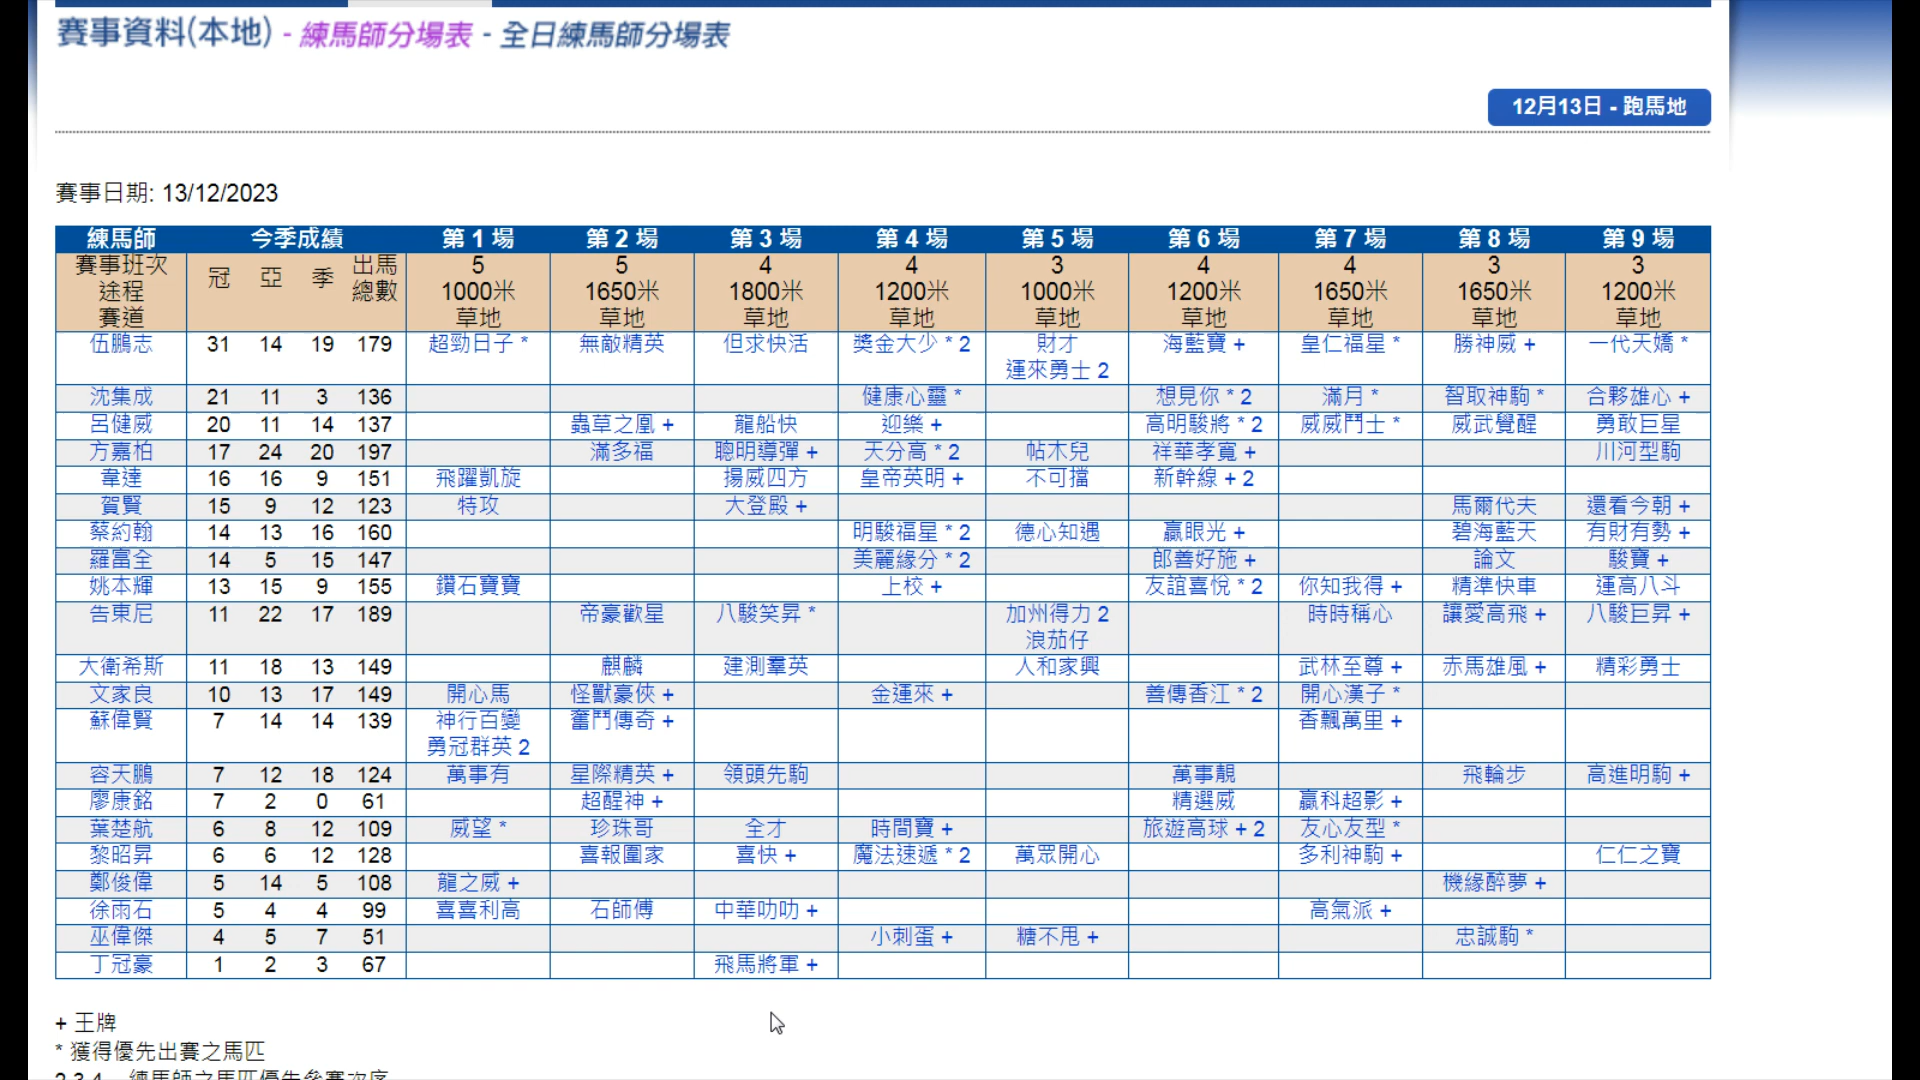 賽事資料(本地) - 練馬師分場表 - 全日練馬師分場表
12月13日 - 跑馬地
賽事日期: 13/12/2023
練馬師 今季成績 第 1 場 第 2 場 第 3 場 第 4 場 第 5 場 第 6 場 第 7 場 第 8 場 第 9 場
賽事班次 冠 亞 季 出馬 5 5 4 4 3 4 4 3 3
途程 總數 1000米 1650米 1800米 1200米 1000米 1200米 1650米 1650米 1200米
賽道 草地 草地 草地 草地 草地 草地 草地 草地 草地
伍鵬志 31 14 19 179 超勁日子 * 無敵精英 但求快活 獎金大少 * 2 財才 海藍寶 + 皇仁福星 * 勝神威 + 一代天嬌 *
運來勇士 2
沈集成 21 11 3 136 健康心靈 * 想見你 * 2 滿月 * 智取神駒 * 合夥雄心 +
呂健威 20 11 14 137 蟲草之凰 + 龍船快 迎樂 + 高明駿將 * 2 威威鬥士 * 威武覺醒 勇敢巨星
方嘉柏 17 24 20 197 滿多福 聰明導彈 + 天分高 * 2 帖木兒 祥華孝寬 + 川河型駒
韋達 16 16 9 151 飛躍凱旋 揚威四方 皇帝英明 + 不可擋 新幹線 + 2
賀賢 15 9 12 123 特攻 大登殿 + 馬爾代夫 還看今朝 +
蔡約翰 14 13 16 160 明駿福星 * 2 德心知遇 贏眼光 + 碧海藍天 有財有勢 +
羅富全 14 5 15 147 美麗緣分 * 2 郎善好施 + 論文 駿寶 +
姚本輝 13 15 9 155 鑽石寶寶 上校 + 友誼喜悅 * 2 你知我得 + 精準快車 運高八斗
告東尼 11 22 17 189 帝豪歡星 八駿笑昇 * 加州得力 2 時時稱心 讓愛高飛 + 八駿巨昇 +
浪茄仔
大衛希斯 11 18 13 149 麒麟 建測羣英 人和家興 武林至尊 + 赤馬雄風 + 精彩勇士
文家良 10 13 17 149 開心馬 怪獸豪俠 + 金運來 + 善傳香江 * 2 開心漢子 *
蘇偉賢 7 14 14 139 神行百變 奮鬥傳奇 + 香飄萬里 +
勇冠群英 2
容天鵬 7 12 18 124 萬事有 星際精英 + 領頭先駒 萬事靚 飛輪步 高進明駒 +
廖康銘 7 2 0 61 超醒神 + 精選威 贏科超影 +
葉楚航 6 8 12 109 威望 * 珍珠哥 全才 時間寶 + 旅遊高球 + 2 友心友型 *
黎昭昇 6 6 12 128 喜報圍家 喜快 + 魔法速遞 * 2 萬眾開心 多利神駒 + 仁仁之寶
鄭俊偉 5 14 5 108 龍之威 + 機緣醉夢 +
徐雨石 5 4 4 99 喜喜利高 石師傅 中華叻叻 + 高氣派 +
巫偉傑 4 5 7 51 小刺蛋 + 糖不甩 + 忠誠駒 *
丁冠豪 1 2 3 67 飛馬將軍 +
+ 王牌
* 獲得優先出賽之馬匹
2,3,4... 練馬師之馬匹優先參賽次序